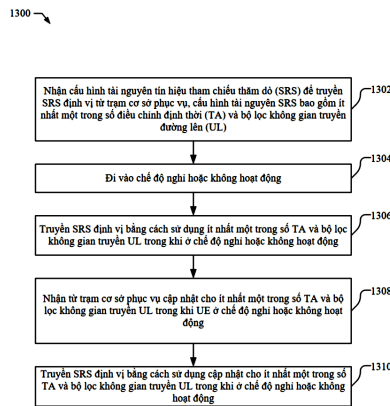 1300
Nhận cấu hình tài nguyên tín hiệu tham chiếu thăm dò (SRS) để truyền
SRS định vị từ trạm cơ sở phục vụ, cấu hình tài nguyên SRS bao gồm ít
nhất một trong số điều chỉnh định thời (TA) và bộ lọc không gian truyền
đường lên (UL)
1302
Đi vào chế độ nghỉ hoặc không hoạt động
1304
Truyền SRS định vị bằng cách sử dụng ít nhất một trong số TA và bộ lọc
không gian truyền UL trong khi ở chế độ nghỉ hoặc không hoạt động
1306
Nhận từ trạm cơ sở phục vụ cập nhật cho ít nhất một trong số TA và bộ
lọc không gian truyền UL trong khi UE ở chế độ nghỉ hoặc không hoạt
động
1308
Truyền SRS định vị bằng cách sử dụng cập nhật cho ít nhất một trong số
TA và bộ lọc không gian truyền UL trong khi ở chế độ nghỉ hoặc không
hoạt động
1310